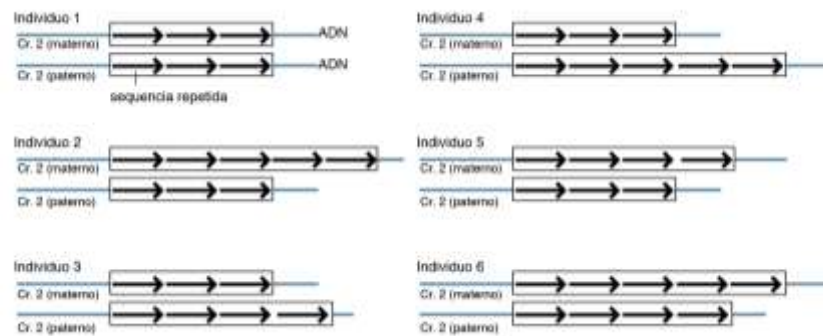 Individuo 1
Cr. 2 (materno)
ADN
Cr. 2 (paterno)
ADN
sequencia repetida
Individuo 2
Cr. 2 (materno)
Cr. 2 (paterno)
Individuo 3
Cr. 2 (materno)
Cr. 2 (paterno)
Individuo 4
Cr. 2 (materno)
Cr. 2 (paterno)
Individuo 5
Cr. 2 (materno)
Cr. 2 (paterno)
Individuo 6
Cr. 2 (materno)
Cr. 2 (paterno)